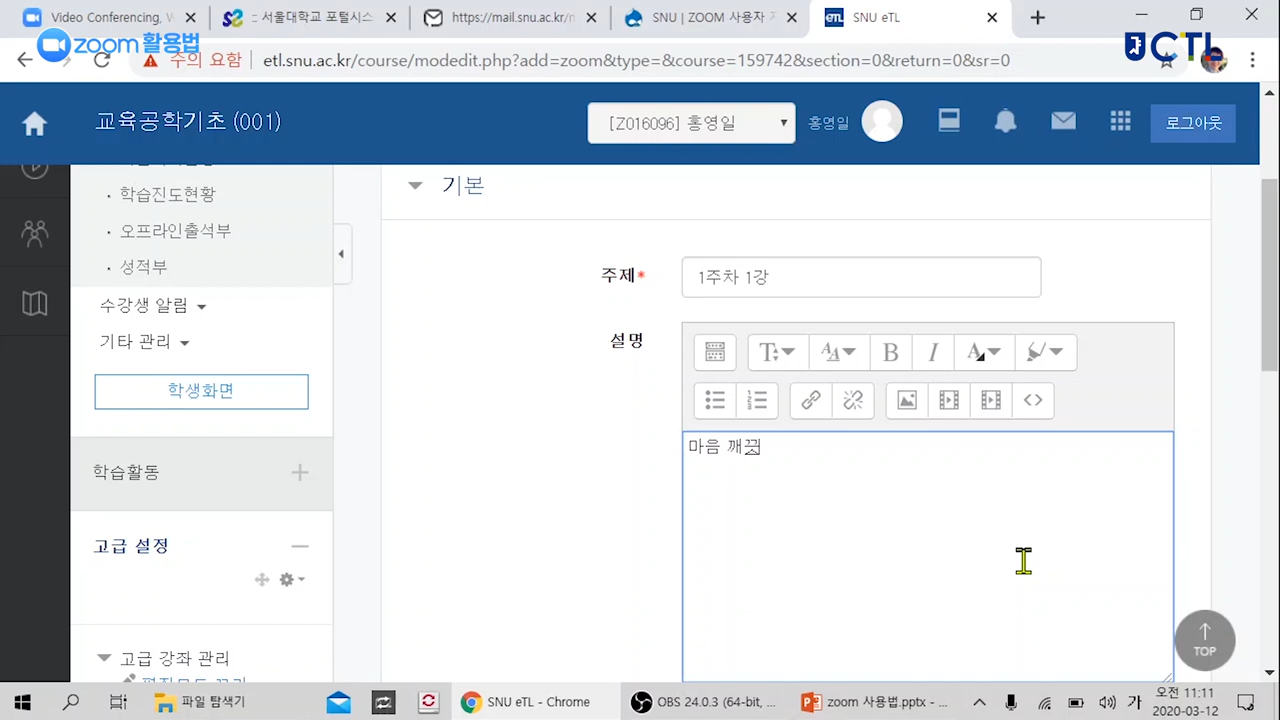 Video Conferencing, W
:: 서울대학교 포털시스
https://mail.snu.ac.kr/m
SNU | ZOOM 사용자 지
eTL SNU eTL
zoom 활용법
CTL
수의 요함
etl.snu.ac.kr/course/modedit.php?add=zoom&type=&course=159742&section=0&return=0&sr=0
교육공학기초 (001)
[Z016096] 홍영일
홍영일
로그아웃
학습진도현황
오프라인출석부
성적부
수강생 알림
기타 관리
학생화면
학습활동
고급 설정
고급 강좌 관리
기본
주제*
1주차 1강
설명
마음 깨끗
TOP
파일 탐색기
SNU eTL - Chrome
OBS 24.0.3 (64-bit, ...
zoom 사용법.pptx - ...
가
오전 11:11
2020-03-12